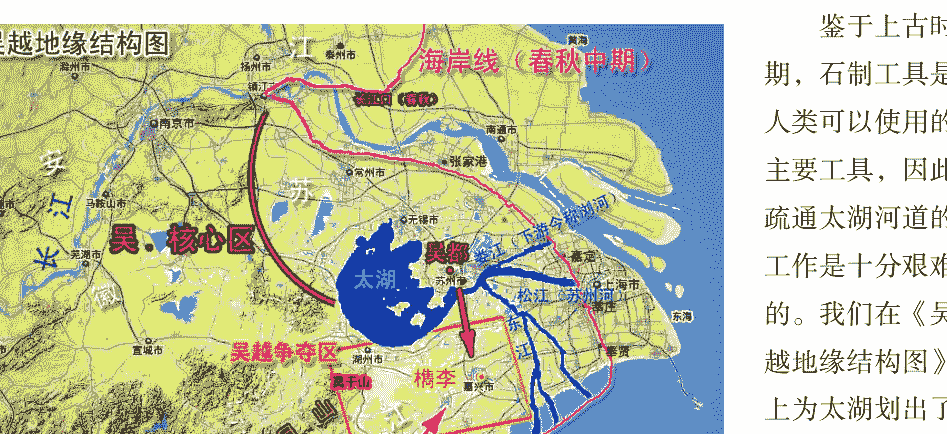 吴越地缘结构图
江
泰州市
黄海
滁州市
扬州市
海岸线（春秋中期）
镇江
南京市
南通市
张家港
安
常州市
苏
江
马鞍山市
无锡市
娄江（下游今称浏河）
吴·核心区
吴都
长
芜湖市
太湖
苏州市
嘉定
徽
松江（苏州河）
上海市
东
江
东海
宣城市
吴越争夺区
湖州市
奉贤
槜李
嘉兴市
山
江
鉴于上古时
期，石制工具是
人类可以使用的
主要工具，因此
疏通太湖河道的
工作是十分艰难
的。我们在《吴
越地缘结构图》
上为太湖划出了